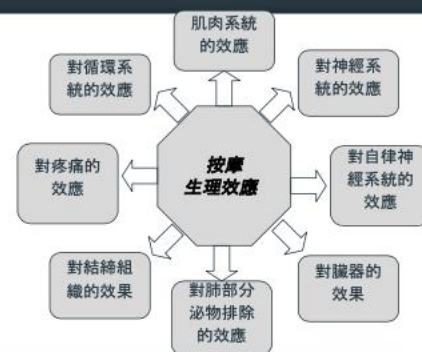 肌肉系統
的效應
對循環系
統的效應
對神經系
統的效應
按摩
生理效應
對疼痛的
效應
對自律神
經系統的
效應
對結締組
織的效果
對肺部分
泌物排除
的效應
對臟器的
效果